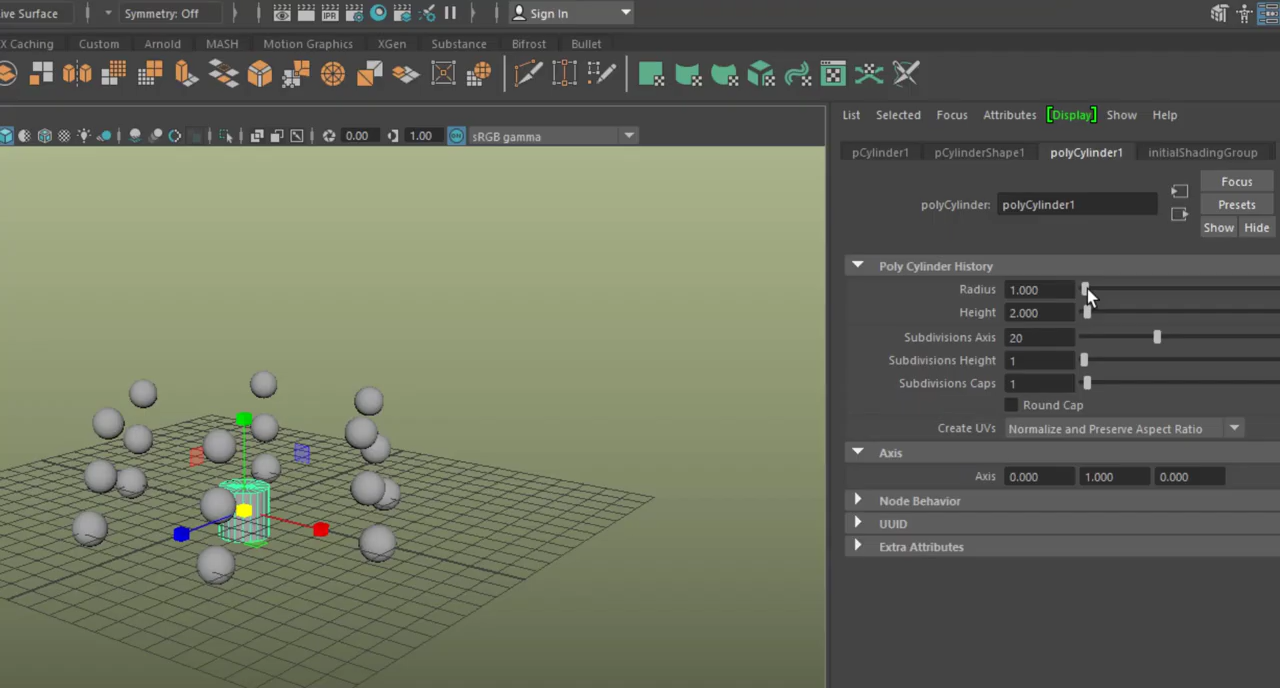 ive Surface Symmetry: Off IPR Sign In
X Caching Custom Arnold MASH Motion Graphics XGen Substance Bifrost Bullet
List Selected Focus Attributes [Display] Show Help
0.00 1.00 ON sRGB gamma
pCylinder1 pCylinderShape1 polyCylinder1 initialShadingGroup
Focus
polyCylinder: polyCylinder1 Presets
Show Hide
Poly Cylinder History
Radius 1.000
Height 2.000
Subdivisions Axis 20
Subdivisions Height 1
Subdivisions Caps 1
Round Cap
Create UVs Normalize and Preserve Aspect Ratio
Axis
Axis 0.000 1.000 0.000
Node Behavior
UUID
Extra Attributes